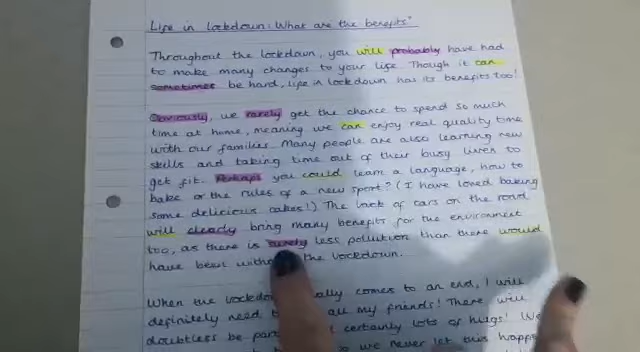 Life in lockdown: What are the benefits"
Throughout the lockdown, you will probably have had
to make many changes to your life. Though it can
sometimes be hard, life in lockdown has its benefits too!
Obviously, we rarely get the chance to spend so much
time at home, meaning we can enjoy real quality time
with our families. Many people are also learning new
skills and taking time out of their busy lives to
get fit. Perhaps you could learn a language, how to
bake or the rules of a new sport? (I have loved baking
some delicious cakes!) The lack of cars on the road
will clearly bring many benefits for the environment
too, as there is surely less pollution than there would
have been the lockdown.
When the comes to an end, I will
definitely need all my friends! There will
doubtless be certainly lots of hugs! We
we never let this